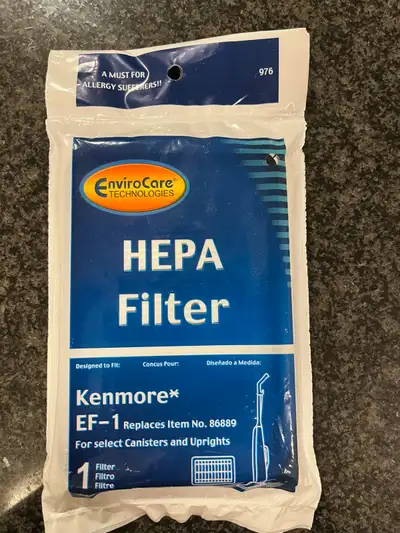 A MUST FOR
ALLERGY SUFFERERS!!
976
EnviroCare®
TECHNOLOGIES
HEPA
Filter
Designed to Fit: Concus Pour: Diseñado a Medida:
Kenmore*
EF-1 Replaces Item No. 86889
For select Canisters and Uprights
1 Filter
Filtro
Filtre